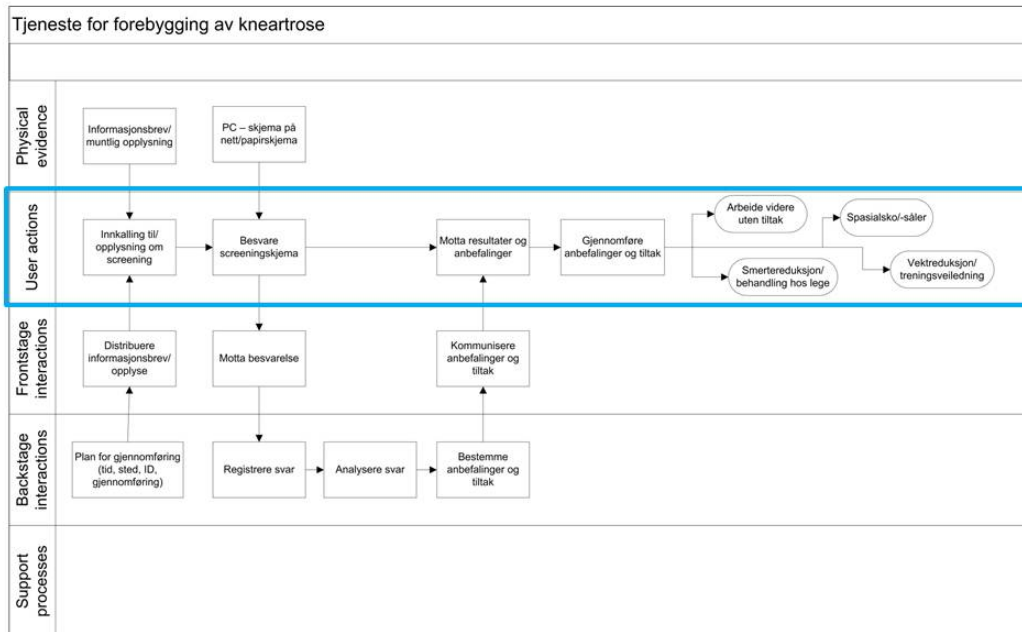 Tjeneste for forebygging av kneartrose
Physical
evidence
Informasjonsbrev/
muntlig opplysning
PC – skjema på
nett/papirskjema
User actions
Innkalling til/
opplysning om
screening
Besvare
screeningskjema
Motta resultater og
anbefalinger
Gjennomføre
anbefalinger og tiltak
Arbeide videre
uten tiltak
Smertereduksjon/
behandling hos lege
Spasialsko/-såler
Vektreduksjon/
treningsveiledning
Frontstage
interactions
Distribuere
informasjonsbrev/
opplyse
Motta besvarelse
Kommunisere
anbefalinger og
tiltak
Backstage
interactions
Plan for gjennomføring
(tid, sted, ID,
gjennomføring)
Registrere svar
Analysere svar
Bestemme
anbefalinger og
tiltak
Support
processes